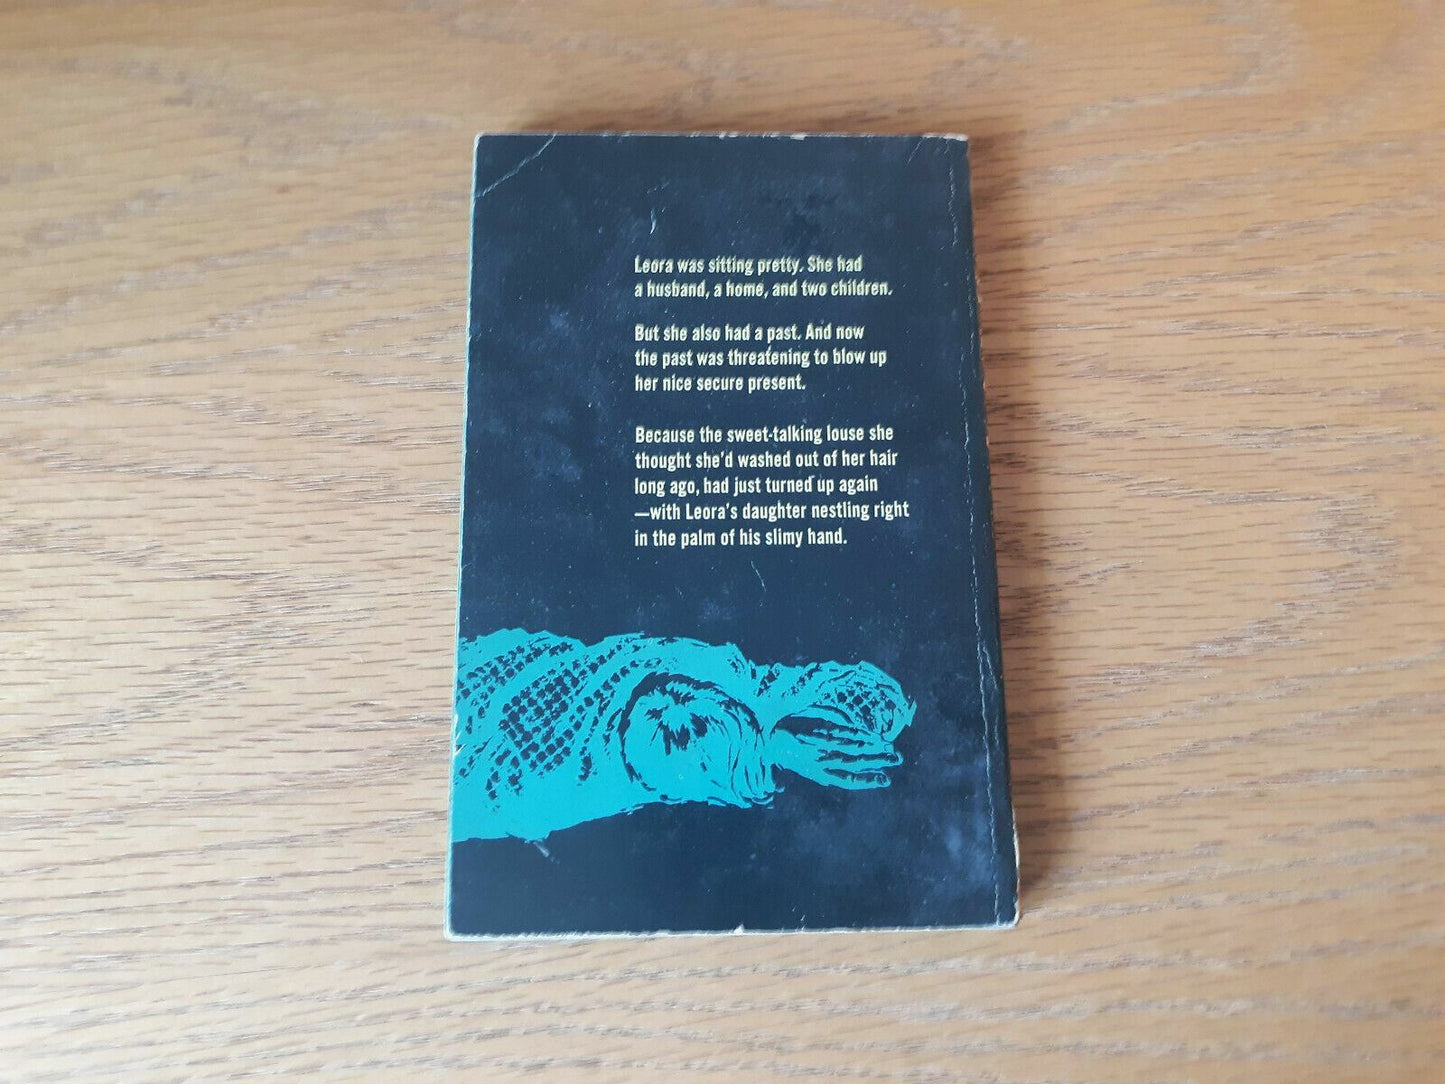 Leora was sitting pretty. She had
a husband, a home, and two children.
But she also had a past. And now
the past was threatening to blow up
her nice secure present.
Because the sweet-talking louse she
thought she'd washed out of her hair
long ago, had just turned up again
—with Leora's daughter nestling right
in the palm of his slimy hand.